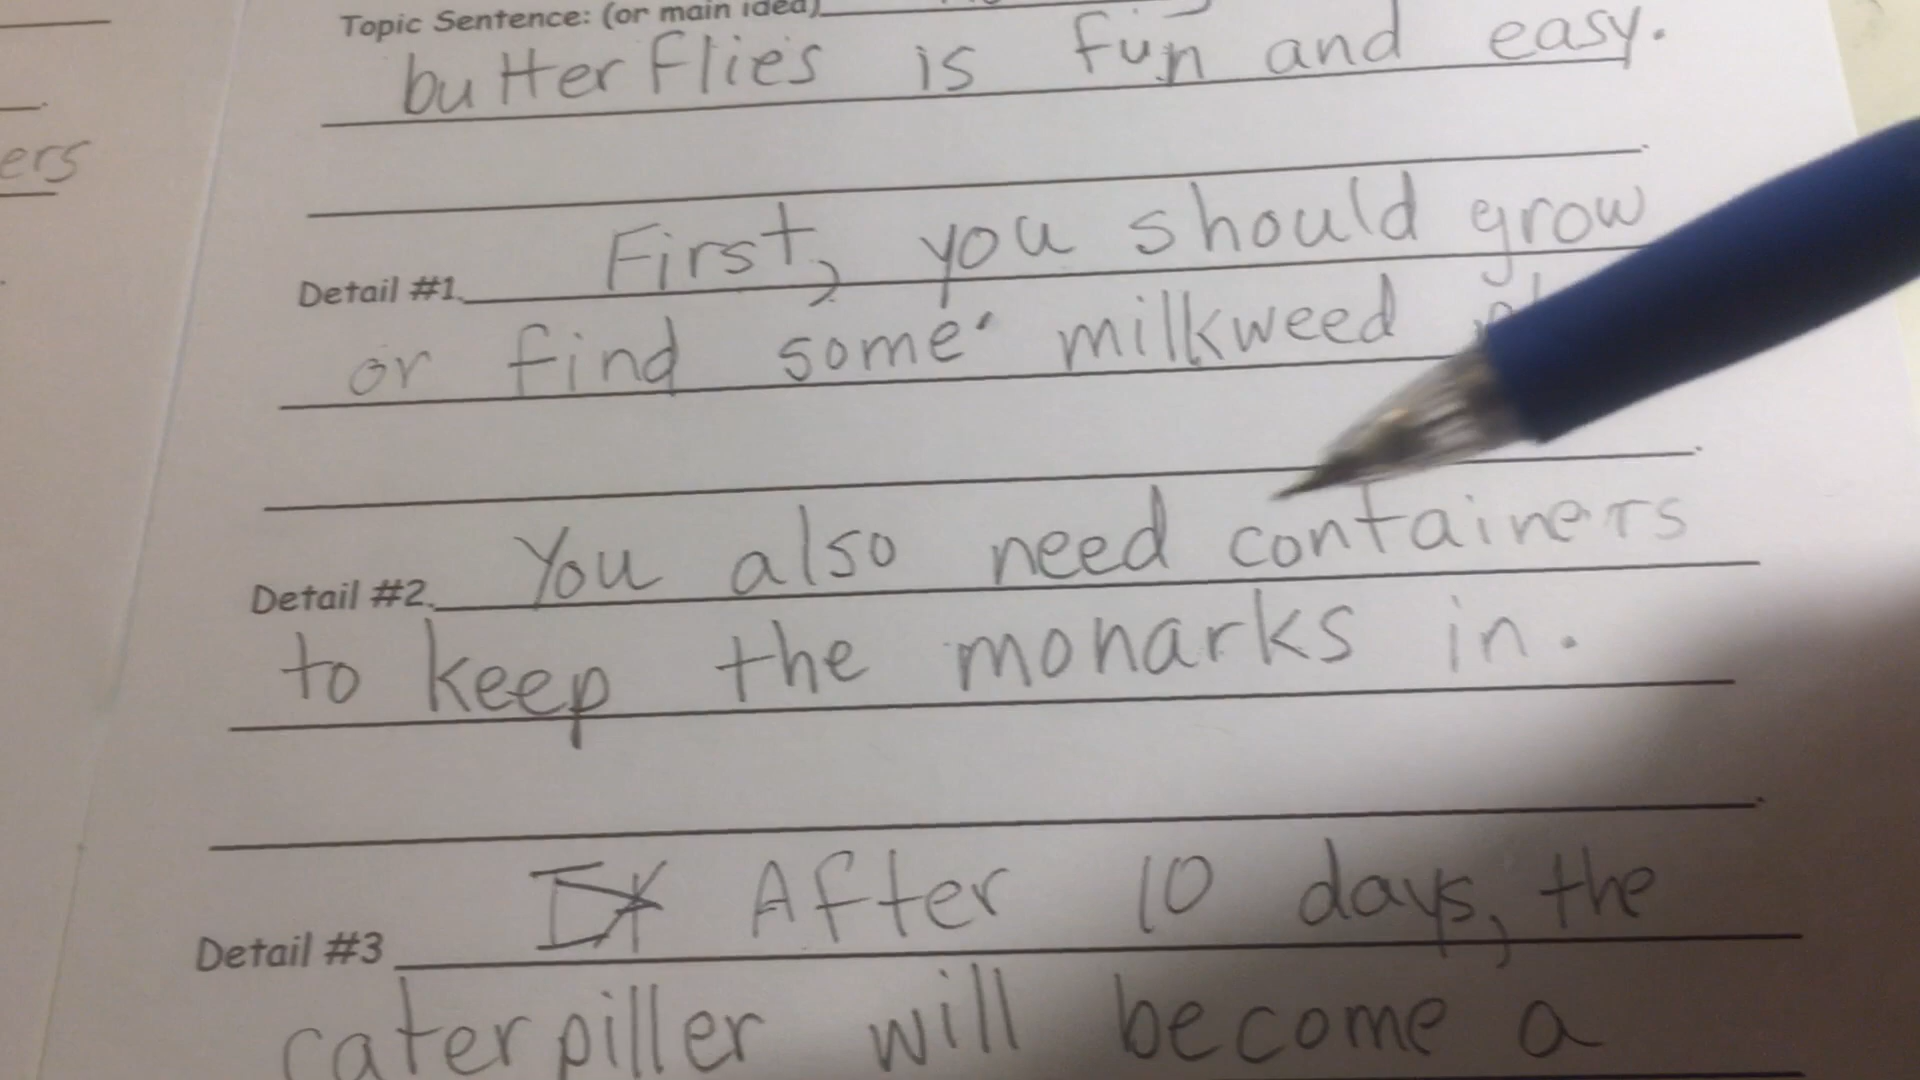 Topic Sentence: (or main idea)
butterflies is fun and easy.
ers
Detail #1. First, you should grow
or find some milkweed
Detail #2. You also need containers
to keep the monarks in.
Detail #3 After 10 days, the
caterpiller will become a